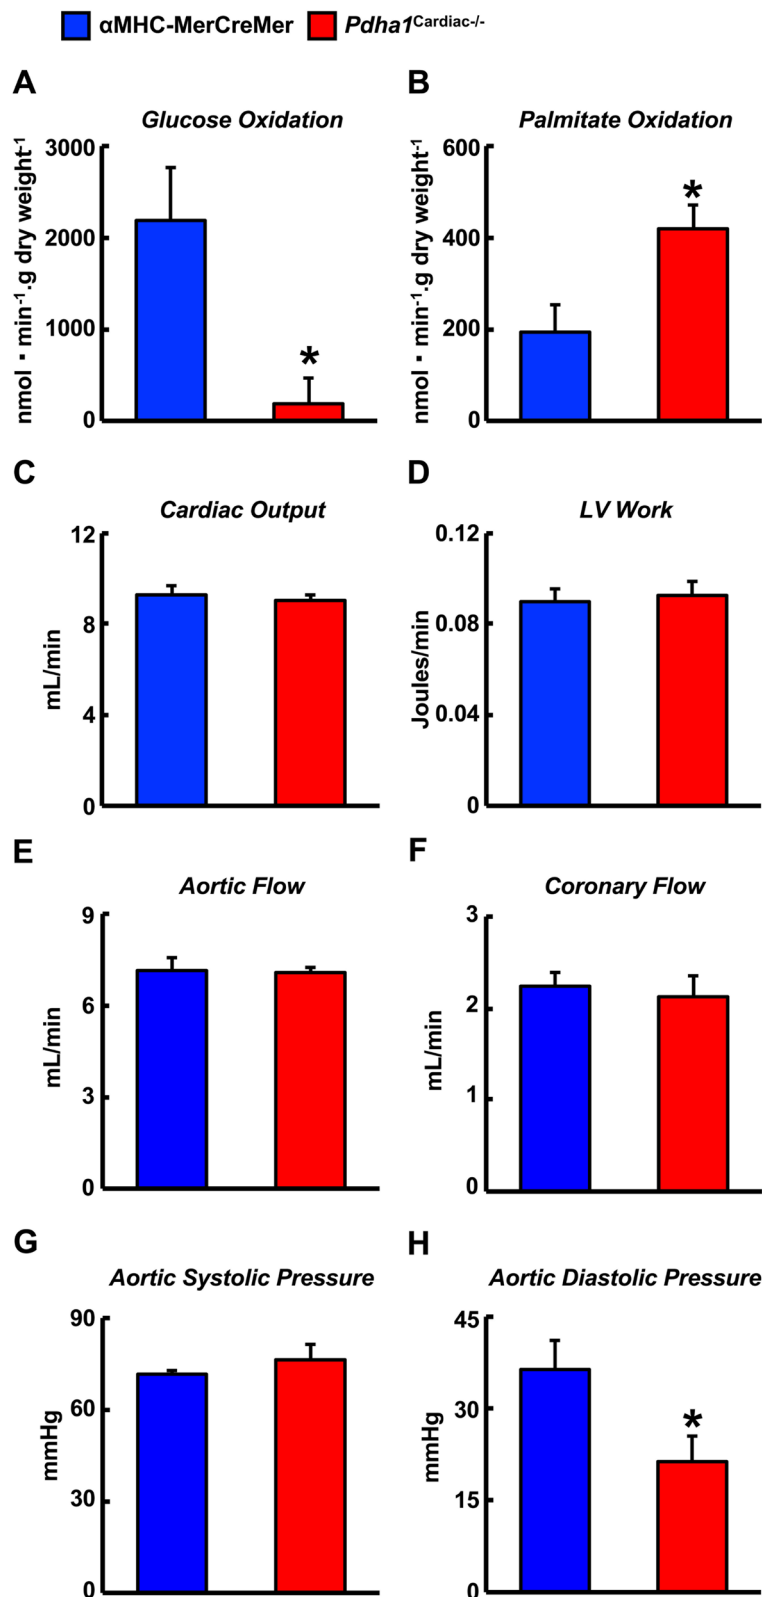 αMHC-MerCreMer Pdha1Cardiac-/-
A
Glucose Oxidation
nmol · min-1.g dry weight-1
3000
2000
1000
0
*
B
Palmitate Oxidation
nmol · min-1.g dry weight-1
600
400
200
0
*
C
Cardiac Output
mL/min
12
8
4
0
D
LV Work
Joules/min
0.12
0.08
0.04
0
E
Aortic Flow
mL/min
9
6
3
0
F
Coronary Flow
mL/min
3
2
1
0
G
Aortic Systolic Pressure
mmHg
90
60
30
0
H
Aortic Diastolic Pressure
mmHg
45
30
15
0
*